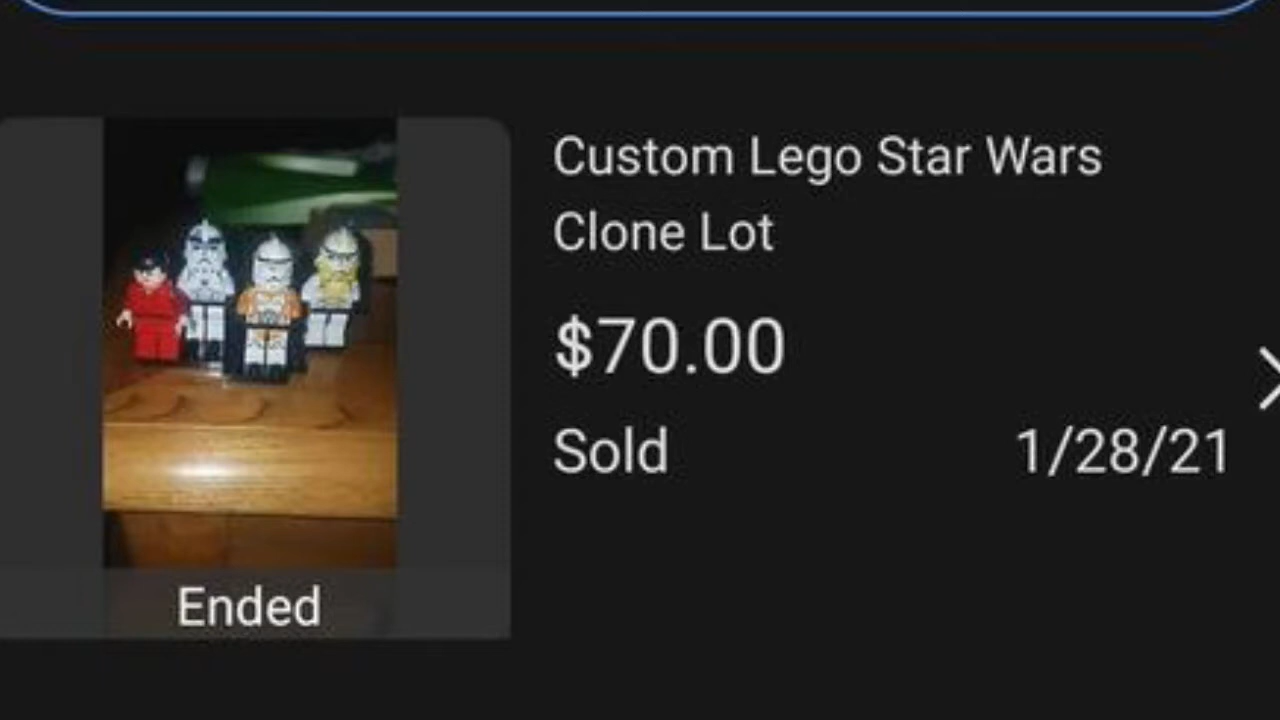 Custom Lego Star Wars
Clone Lot
$70.00
Sold
1/28/21
Ended